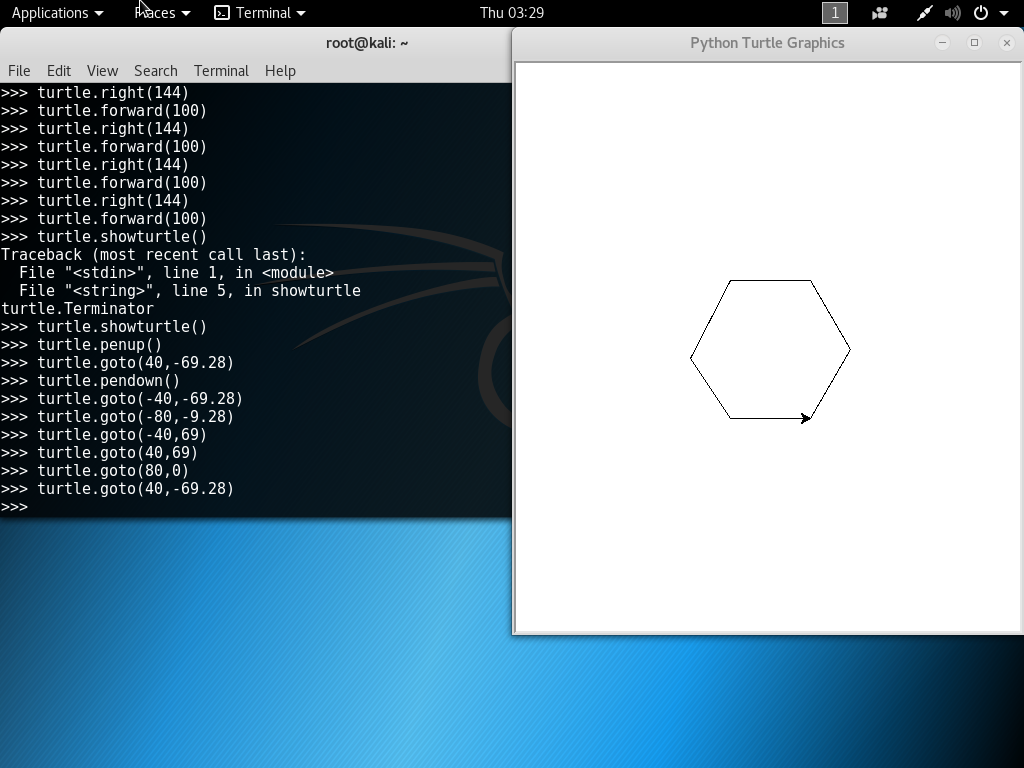 Applications Places Terminal Thu 03:29 1
root@kali: ~
File Edit View Search Terminal Help
>>> turtle.right(144)
>>> turtle.forward(100)
>>> turtle.right(144)
>>> turtle.forward(100)
>>> turtle.right(144)
>>> turtle.forward(100)
>>> turtle.right(144)
>>> turtle.forward(100)
>>> turtle.showturtle()
Traceback (most recent call last):
  File "<stdin>", line 1, in <module>
  File "<string>", line 5, in showturtle
turtle.Terminator
>>> turtle.showturtle()
>>> turtle.penup()
>>> turtle.goto(40,-69.28)
>>> turtle.pendown()
>>> turtle.goto(-40,-69.28)
>>> turtle.goto(-80,-9.28)
>>> turtle.goto(-40,69)
>>> turtle.goto(40,69)
>>> turtle.goto(80,0)
>>> turtle.goto(40,-69.28)
>>>
Python Turtle Graphics